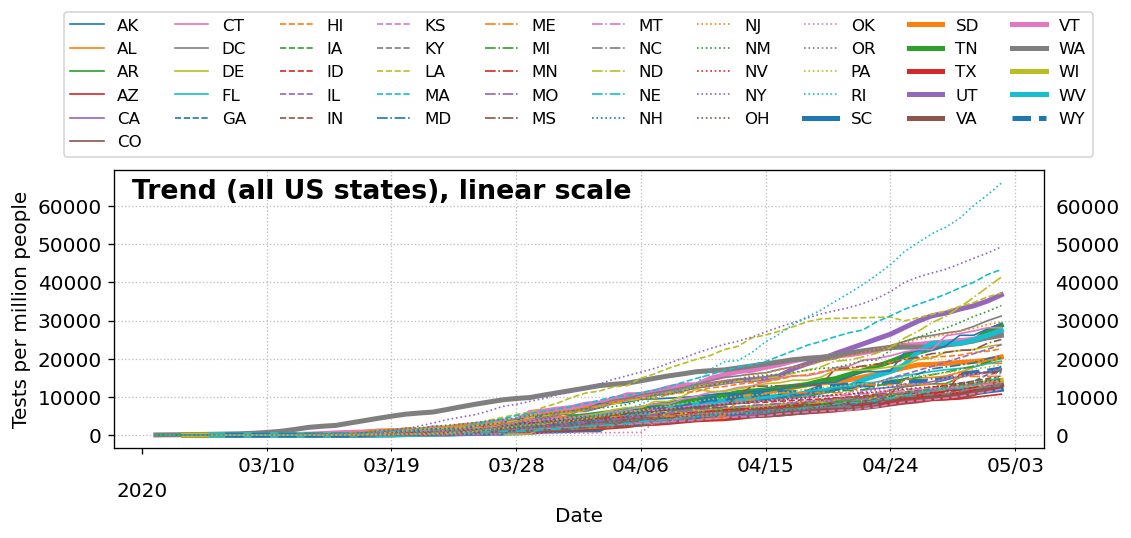 AK CT HI KS ME MT NJ OK SD VT
AL DC IA KY MI NC NM OR TN WA
AR DE ID LA MN ND NV PA TX WI
AZ FL IL MA MO NE NY RI UT WV
CA GA IN MD MS NH OH SC VA WY
CO
Trend (all US states), linear scale
Tests per million people
60000 60000
50000 50000
40000 40000
30000 30000
20000 20000
10000 10000
0 0
03/10 03/19 03/28 04/06 04/15 04/24 05/03
2020
Date